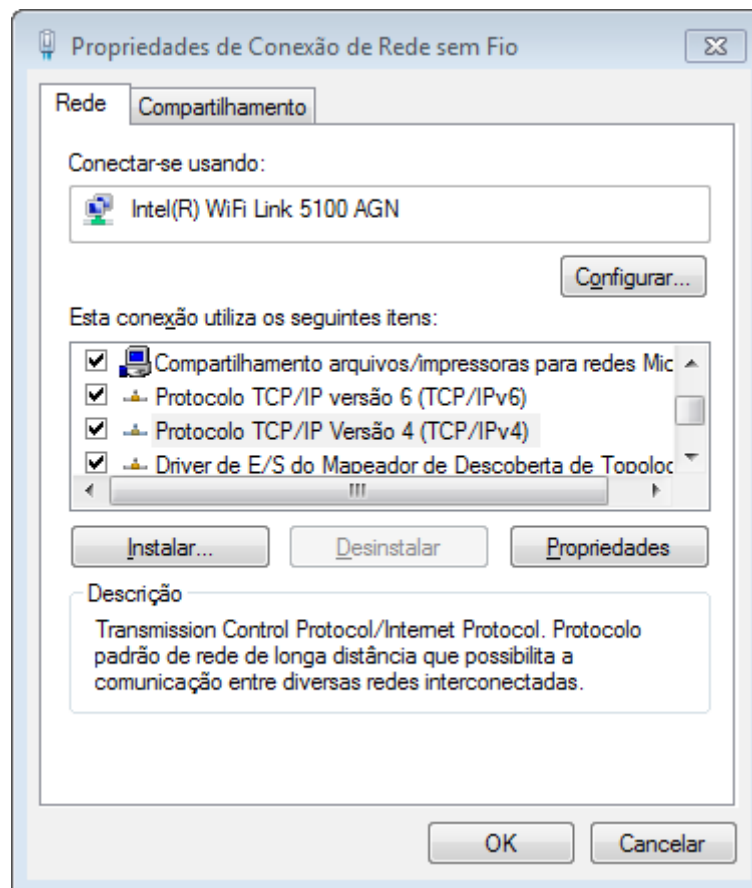 Propriedades de Conexão de Rede sem Fio
Rede
Compartilhamento
Conectar-se usando:
Intel(R) WiFi Link 5100 AGN
Configurar...
Esta conexão utiliza os seguintes itens:
Compartilhamento arquivos/impressoras para redes Mic
Protocolo TCP/IP versão 6 (TCP/IPv6)
Protocolo TCP/IP Versão 4 (TCP/IPv4)
Driver de E/S do Mapeador de Descoberta de Topoloc
Instalar...
Desinstalar
Propriedades
Descrição
Transmission Control Protocol/Internet Protocol. Protocolo
padrão de rede de longa distância que possibilita a
comunicação entre diversas redes interconectadas.
OK
Cancelar